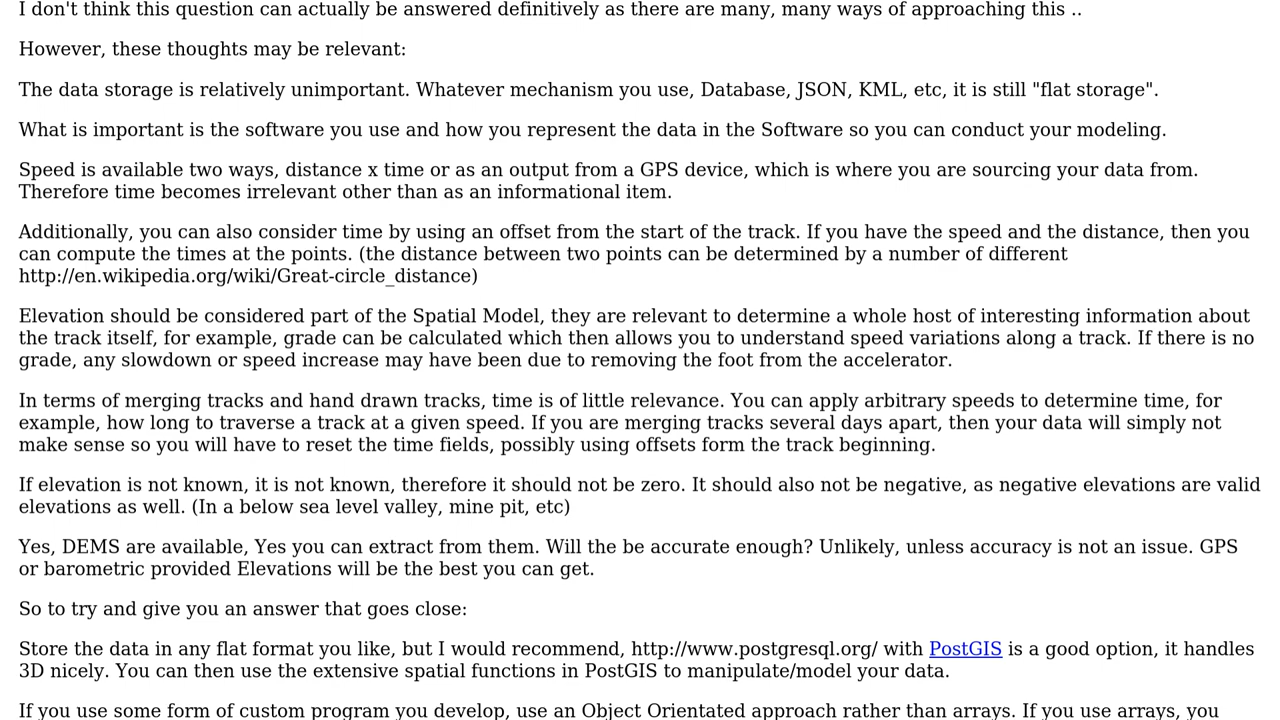 I don't think this question can actually be answered definitively as there are many, many ways of approaching this ..
However, these thoughts may be relevant:
The data storage is relatively unimportant. Whatever mechanism you use, Database, JSON, KML, etc, it is still "flat storage".
What is important is the software you use and how you represent the data in the Software so you can conduct your modeling.
Speed is available two ways, distance x time or as an output from a GPS device, which is where you are sourcing your data from.
Therefore time becomes irrelevant other than as an informational item.
Additionally, you can also consider time by using an offset from the start of the track. If you have the speed and the distance, then you
can compute the times at the points. (the distance between two points can be determined by a number of different
http://en.wikipedia.org/wiki/Great-circle_distance)
Elevation should be considered part of the Spatial Model, they are relevant to determine a whole host of interesting information about
the track itself, for example, grade can be calculated which then allows you to understand speed variations along a track. If there is no
grade, any slowdown or speed increase may have been due to removing the foot from the accelerator.
In terms of merging tracks and hand drawn tracks, time is of little relevance. You can apply arbitrary speeds to determine time, for
example, how long to traverse a track at a given speed. If you are merging tracks several days apart, then your data will simply not
make sense so you will have to reset the time fields, possibly using offsets form the track beginning.
If elevation is not known, it is not known, therefore it should not be zero. It should also not be negative, as negative elevations are valid
elevations as well. (In a below sea level valley, mine pit, etc)
Yes, DEMS are available, Yes you can extract from them. Will the be accurate enough? Unlikely, unless accuracy is not an issue. GPS
or barometric provided Elevations will be the best you can get.
So to try and give you an answer that goes close:
Store the data in any flat format you like, but I would recommend, http://www.postgresql.org/ with PostGIS is a good option, it handles
3D nicely. You can then use the extensive spatial functions in PostGIS to manipulate/model your data.
If you use some form of custom program you develop, use an Object Orientated approach rather than arrays. If you use arrays, you